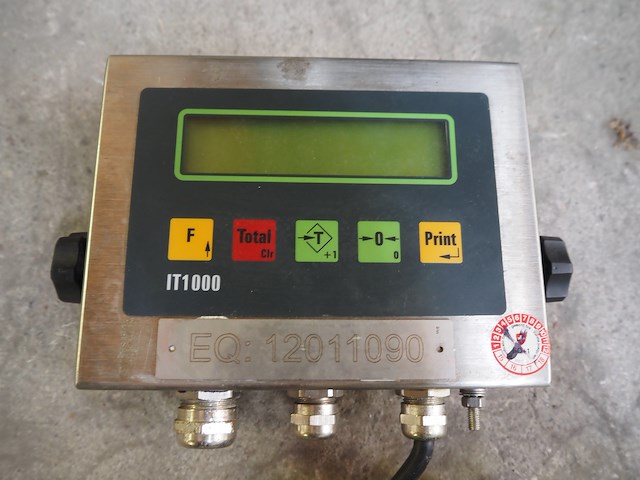 F
Total
Clr
T
+1
0
0
Print
IT1000
EQ: 12011090